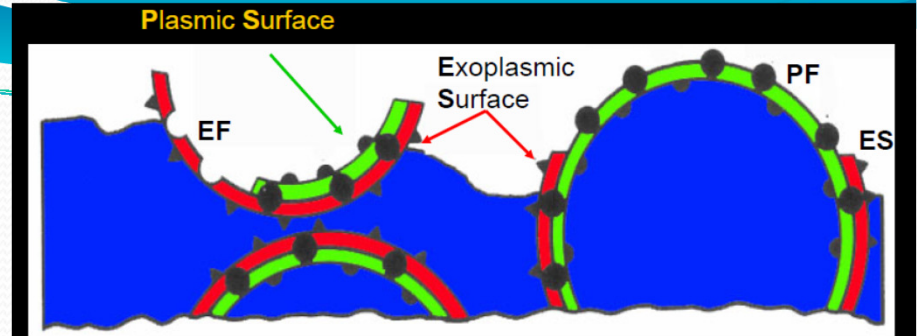 Plasmic Surface
Exoplasmic
Surface
PF
EF
ES